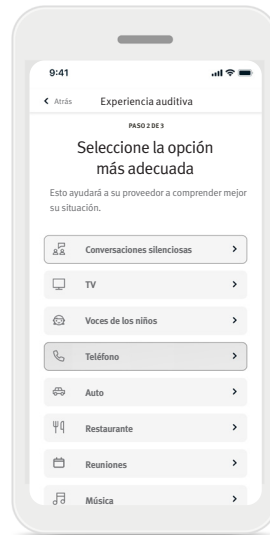 9:41
Atrás
Experiencia auditiva
PASO 2 DE 3
Seleccione la opción
más adecuada
Esto ayudará a su proveedor a comprender mejor
su situación.
Conversaciones silenciosas
TV
Voces de los niños
Teléfono
Auto
Restaurante
Reuniones
Música